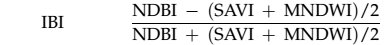 IBI
NDBI − (SAVI + MNDWI)/2
NDBI + (SAVI + MNDWI)/2